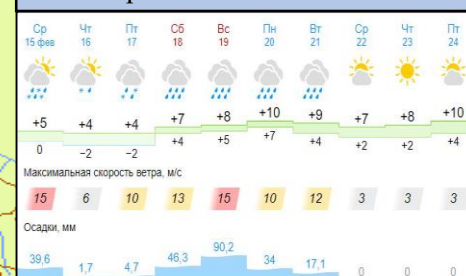 Ср Чт Пт Сб Вс Пн Вт Ср Чт Пт
15 фев 16 17 18 19 20 21 22 23 24
+5 +4 +4 +7 +8 +10 +9 +7 +8 +10
0 −2 −2 +4 +5 +7 +4 +2 +2 +4
Максимальная скорость ветра, м/с
15 6 10 13 15 10 12 3 3 3
Осадки, мм
39,6 1,7 4,7 46,3 90,2 34 17,1 0 0 0